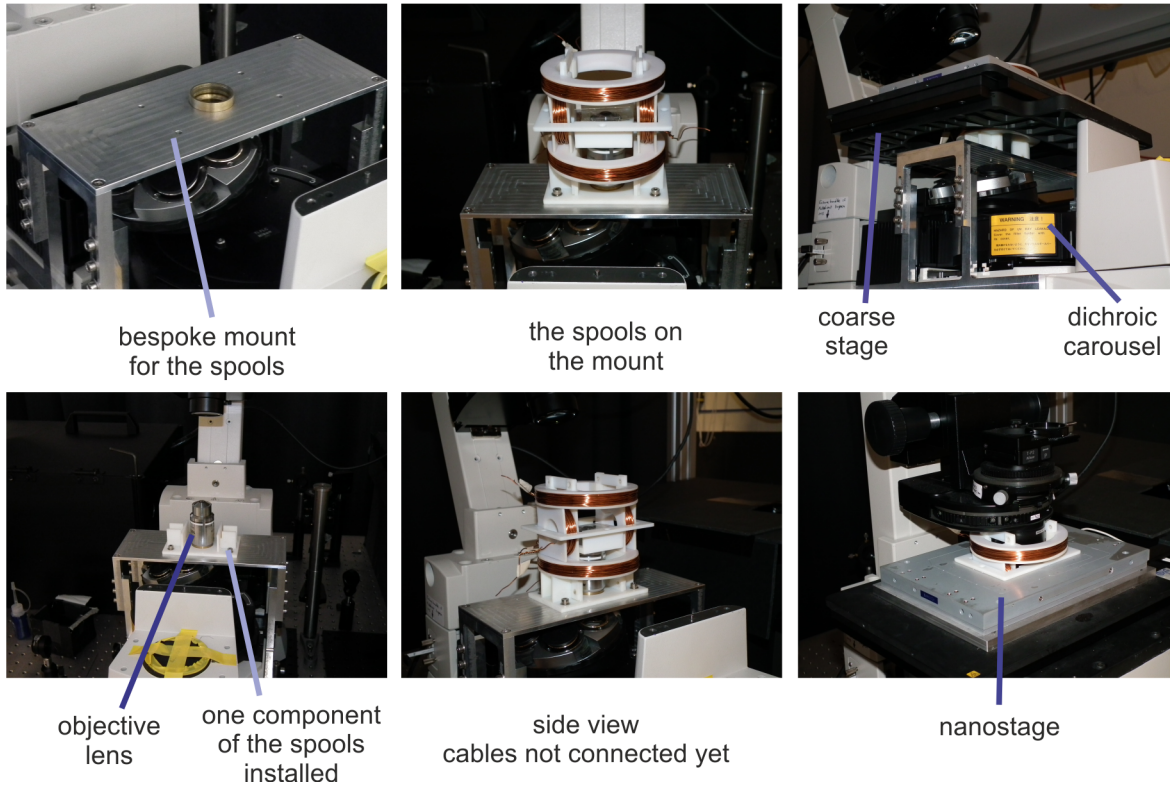 WARNING
bespoke mount
for the spools
the spools on
the mount
coarse
stage
dichroic
carousel
objective
lens
one component
of the spools
installed
side view
cables not connected yet
nanostage